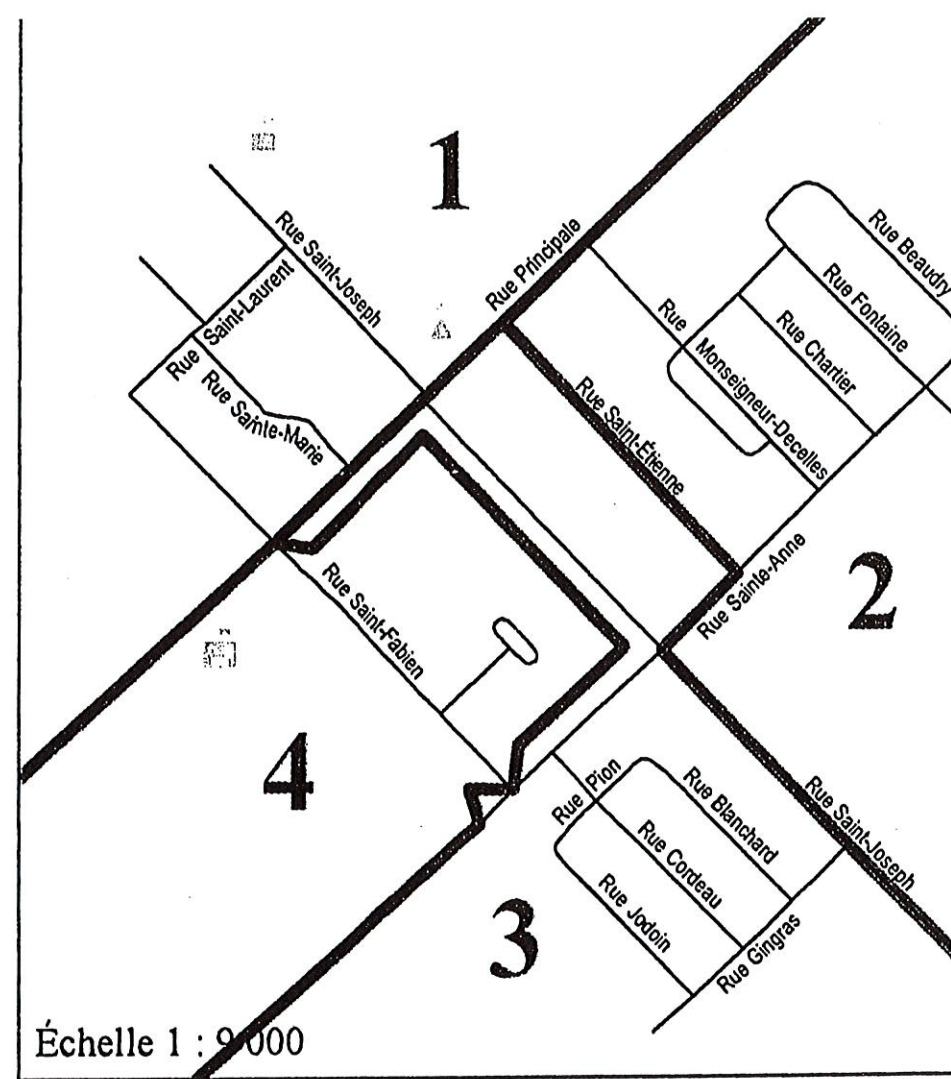 1
Rue Principale
Rue Saint-Joseph
Rue Saint-Laurent
Rue Sainte-Marie
Rue Beaudry
Rue Fontaine
Rue Chartier
Rue Monseigneur-Decelles
Rue Saint-Étienne
Rue Sainte-Anne
2
Rue Saint-Fabien
4
Rue Pion
Rue Blanchard
Rue Cordeau
Rue Jodoin
Rue Gingras
Rue Saint-Joseph
3
Échelle 1 : 9 000